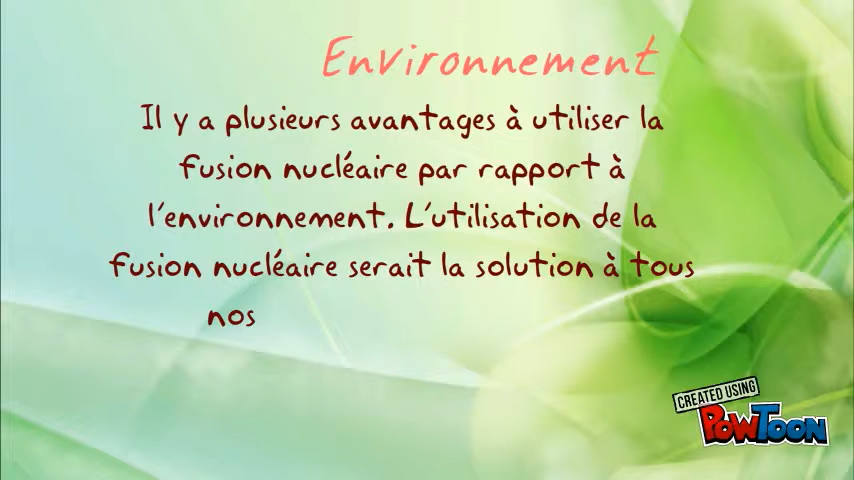 Environnement
Il y a plusieurs avantages à utiliser la
fusion nucléaire par rapport à
l'environnement. L'utilisation de la
fusion nucléaire serait la solution à tous
nos
CREATED USING
POWTOON